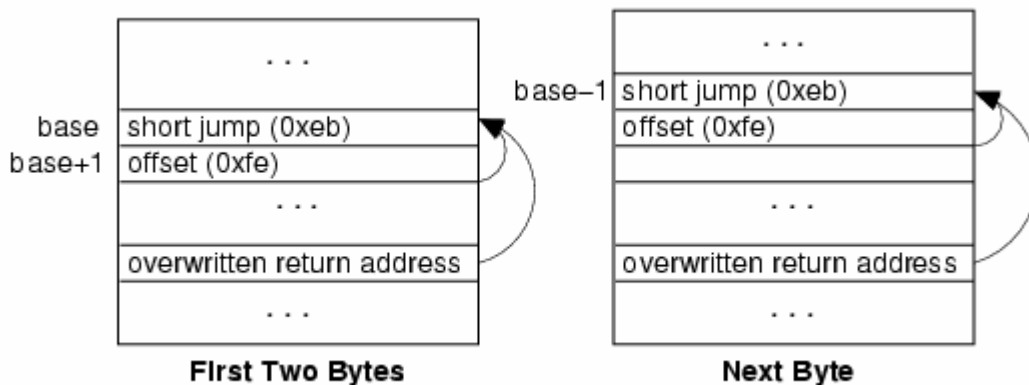 . . .
base short jump (0xeb)
base+1 offset (0xfe)
. . .
overwritten return address
. . .
First Two Bytes
. . .
base−1 short jump (0xeb)
offset (0xfe)
. . .
overwritten return address
. . .
Next Byte